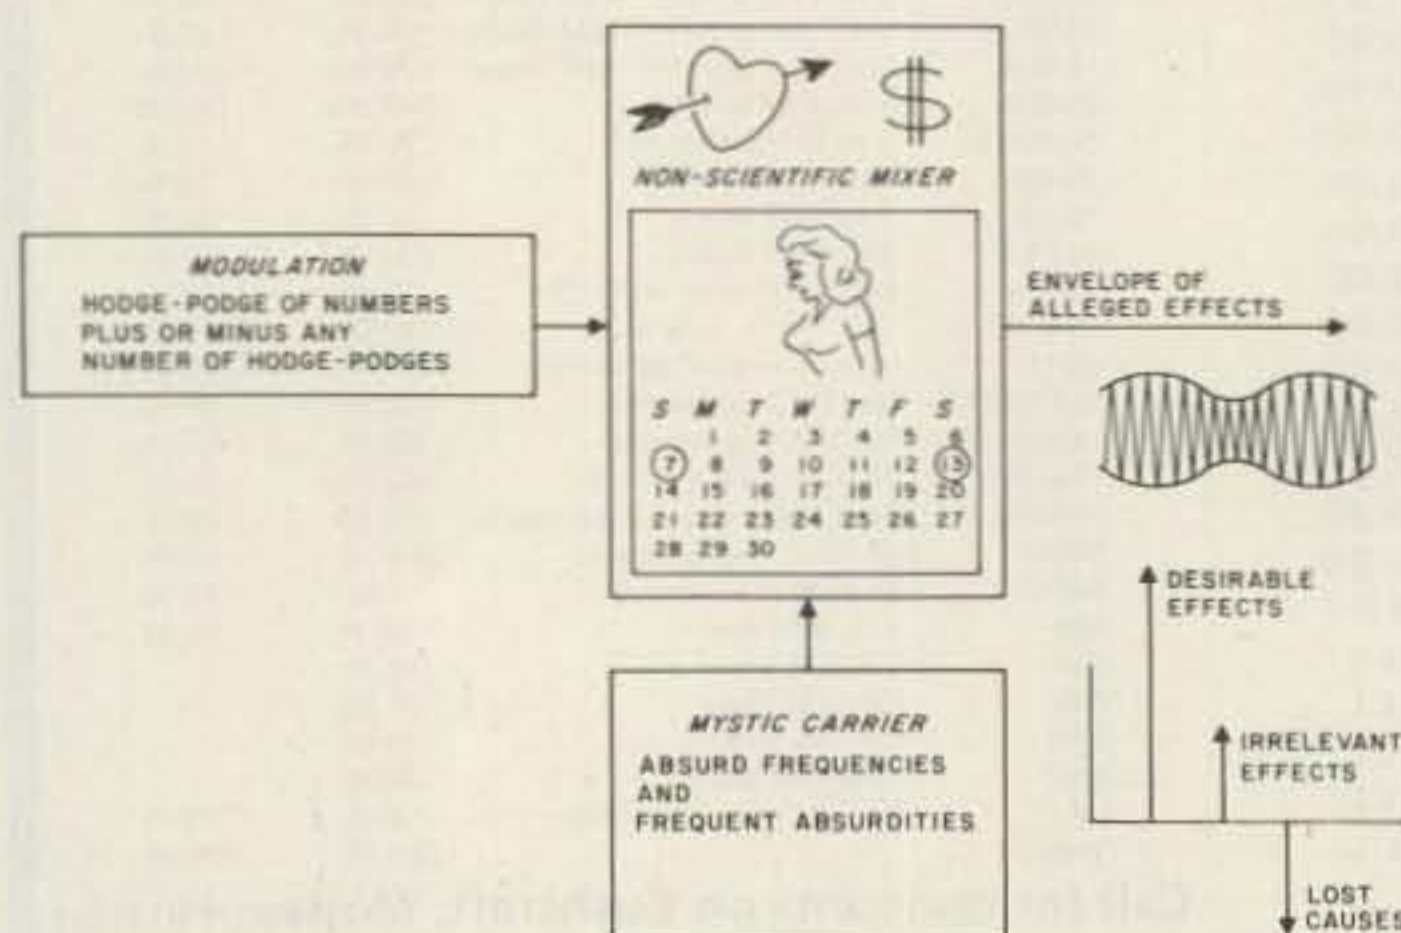 $
NON-SCIENTIFIC MIXER
MODULATION
HODGE-PODGE OF NUMBERS
PLUS OR MINUS ANY
NUMBER OF HODGE-PODGES
S M T W T F S
1 2 3 4 5 6
7 8 9 10 11 12 13
14 15 16 17 18 19 20
21 22 23 24 25 26 27
28 29 30
ENVELOPE OF
ALLEGED EFFECTS
DESIRABLE
EFFECTS
IRRELEVANT
EFFECTS
LOST
CAUSES
MYSTIC CARRIER
ABSURD FREQUENCIES
AND
FREQUENT ABSURDITIES